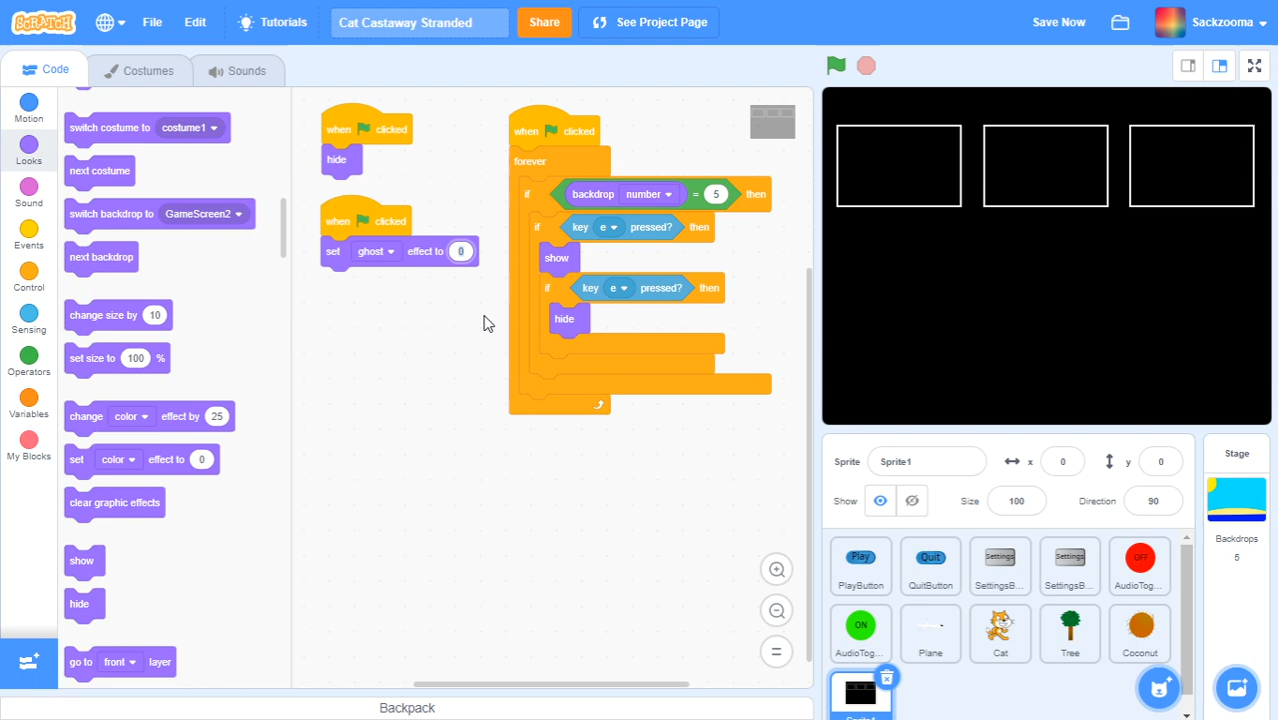 SCRATCH File Edit Tutorials Cat Castaway Stranded Share See Project Page Save Now Sackzooma
Code Costumes Sounds
Motion
Looks
Sound
Events
Control
Sensing
Operators
Variables
My Blocks
switch costume to costume1
next costume
switch backdrop to GameScreen2
next backdrop
change size by 10
set size to 100 %
change color effect by 25
set color effect to 0
clear graphic effects
show
hide
go to front layer
when clicked
hide
when clicked
set ghost effect to 0
when clicked
forever
if backdrop number = 5 then
if key e pressed? then
show
if key e pressed? then
hide
Backpack
Sprite Sprite1 x 0 y 0
Show Size 100 Direction 90
Stage
Backdrops
5
Play
PlayButton
Quit
QuitButton
Settings
SettingsB...
Settings
SettingsB...
OFF
AudioTog...
ON
AudioTog...
Plane
Cat
Tree
Coconut
Sprite1